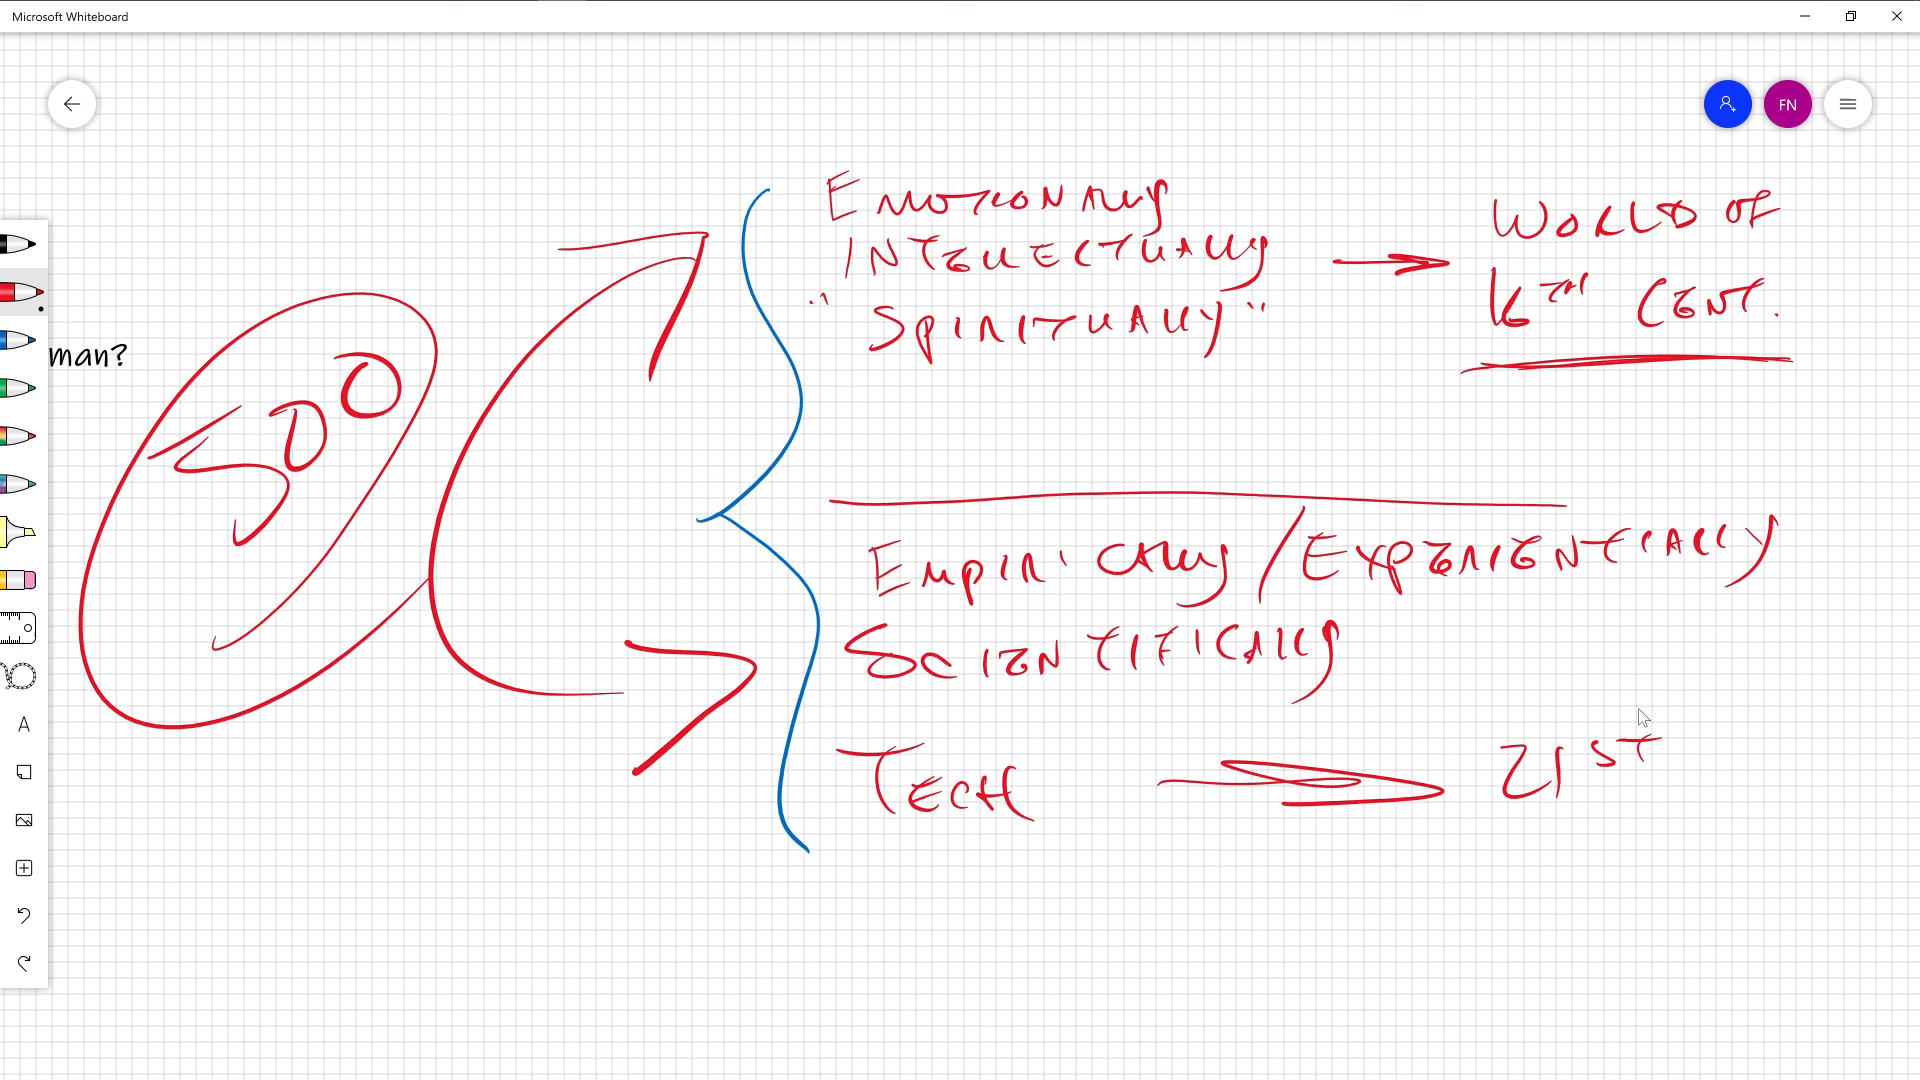 Microsoft Whiteboard
FN
man?
500
EMOTIONALLY
INTELLECTUALLY
"SPIRITUALLY"
WORLD OF
16TH CENT.
EMPIRICALLY/EXPERIENTIALLY
SCIENTIFICALLY
TECH
21ST
A